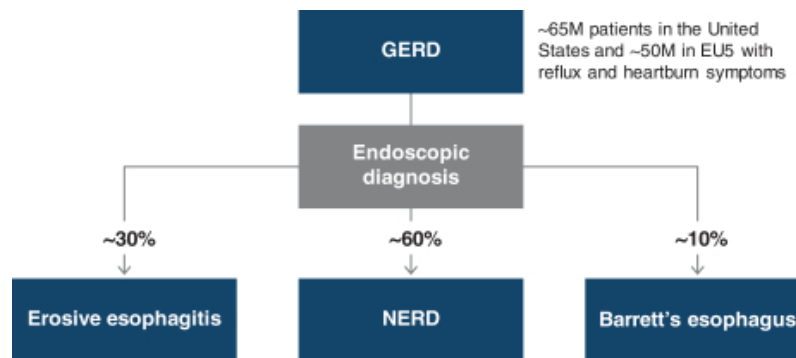 GERD
~65M patients in the United
States and ~50M in EU5 with
reflux and heartburn symptoms
Endoscopic
diagnosis
~30%
~60%
~10%
Erosive esophagitis
NERD
Barrett's esophagus